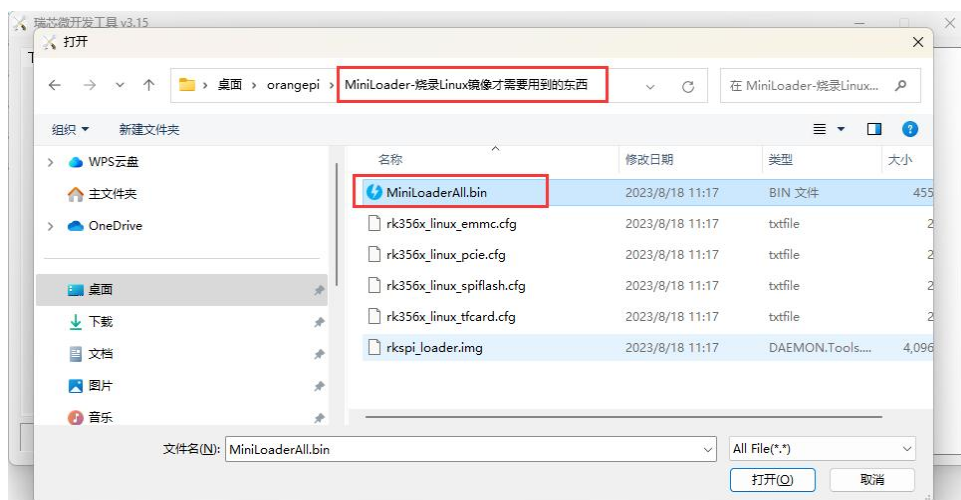 瑞芯微开发工具 v3.15
打开
桌面 › orangepi › MiniLoader-烧录Linux镜像才需要用到的东西
在 MiniLoader-烧录Linux...
组织 新建文件夹
名称 修改日期 类型 大小
WPS云盘
主文件夹
OneDrive
桌面
下载
文档
图片
音乐
MiniLoaderAll.bin 2023/8/18 11:17 BIN 文件 455
rk356x_linux_emmc.cfg 2023/8/18 11:17 txtfile 2
rk356x_linux_pcie.cfg 2023/8/18 11:17 txtfile 2
rk356x_linux_spiflash.cfg 2023/8/18 11:17 txtfile 2
rk356x_linux_tfcard.cfg 2023/8/18 11:17 txtfile 2
rkspi_loader.img 2023/8/18 11:17 DAEMON.Tools.... 4,096
文件名(N): MiniLoaderAll.bin All File(*.*)
打开(O) 取消